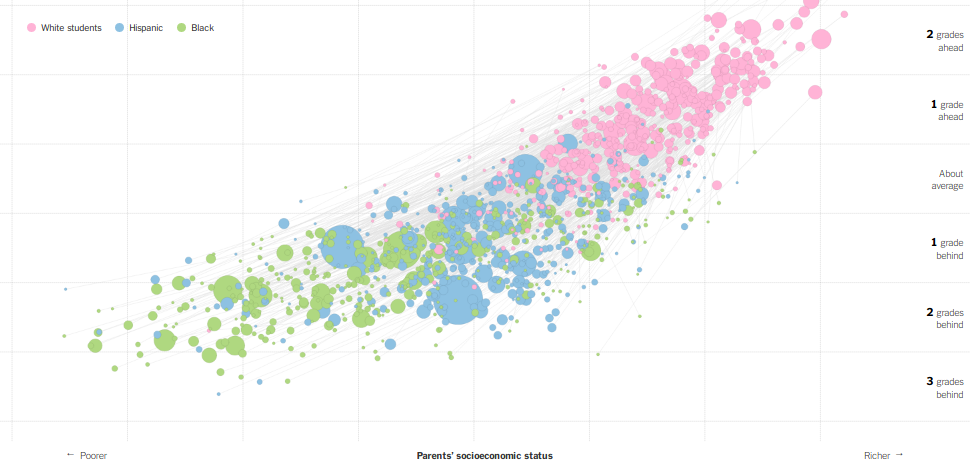 White students Hispanic Black
2 grades
ahead
1 grade
ahead
About
average
1 grade
behind
2 grades
behind
3 grades
behind
← Poorer Parents' socioeconomic status Richer →